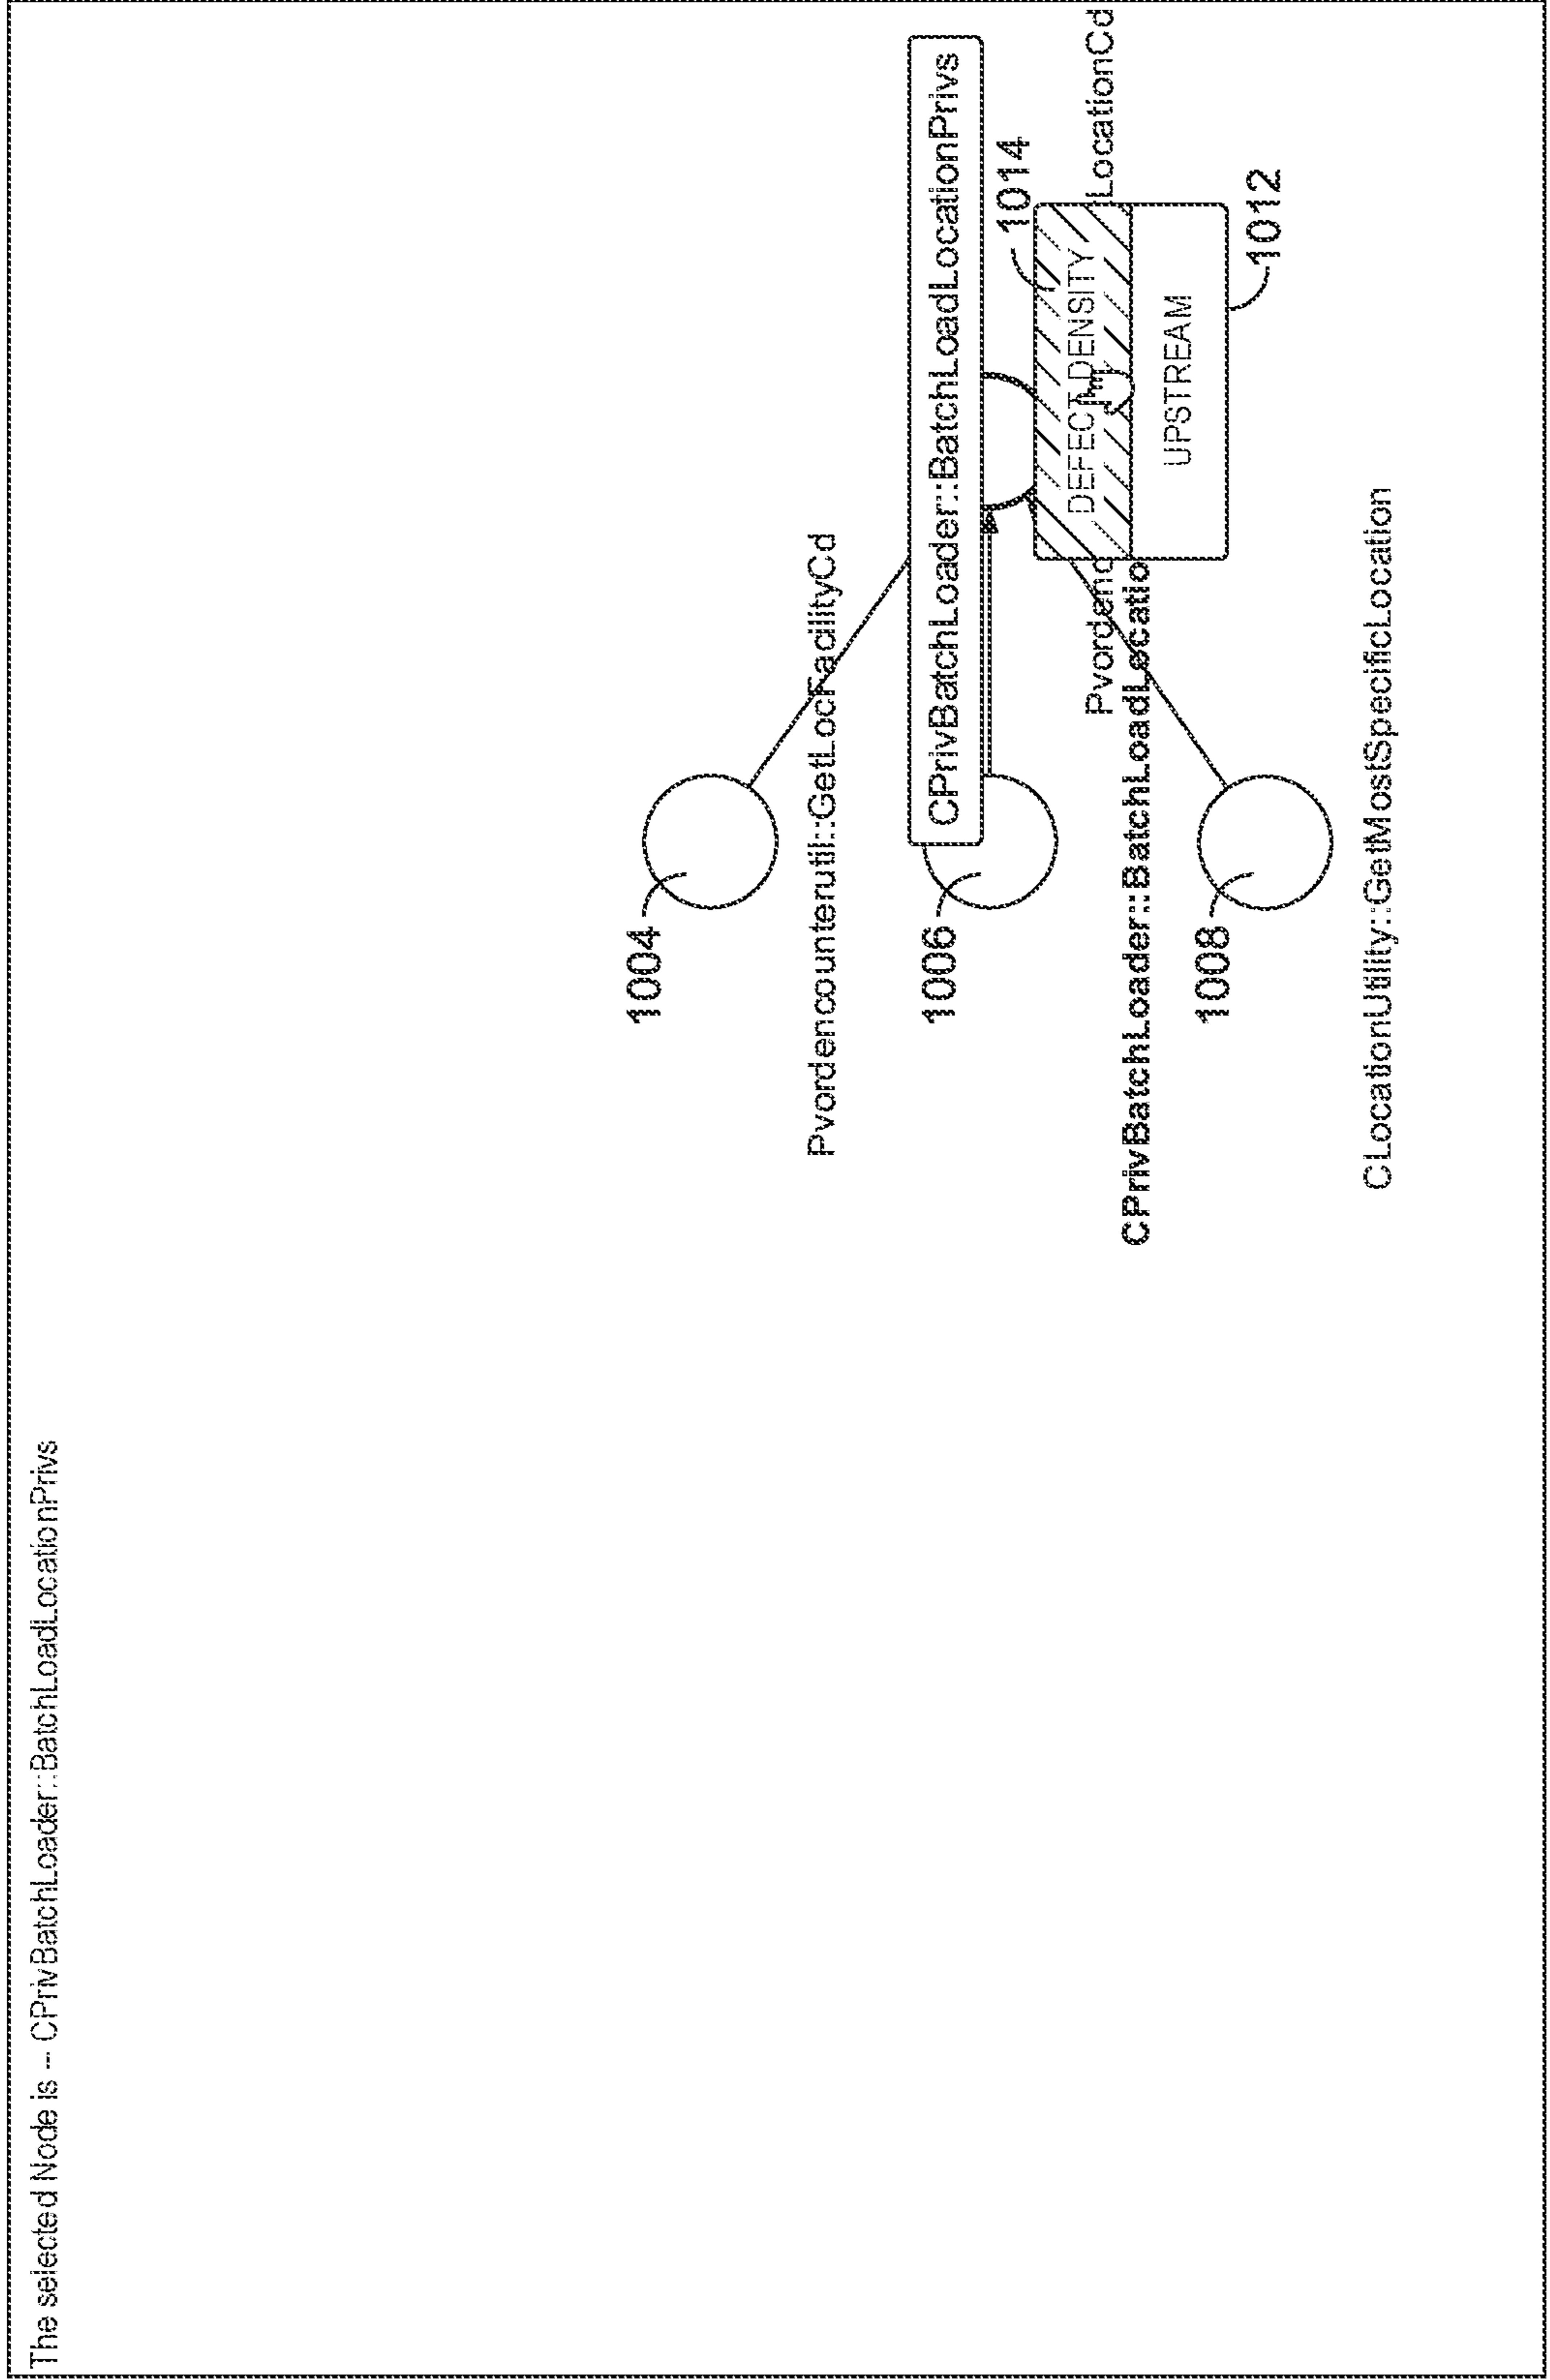 The selected Node is -- CPrivBatchLoader::BatchLoadLocationPrivs
1004
Pvordencounterutil::GetLocFacilityCd
CPrivBatchLoader::BatchLoadLocationPrivs
1006
1014
DEFECT DENSITY
Pvordenc
LocationCd
CPrivBatchLoader::BatchLoadLocatio
UPSTREAM
1008
1012
CLocationUtility::GetMostSpecificLocation